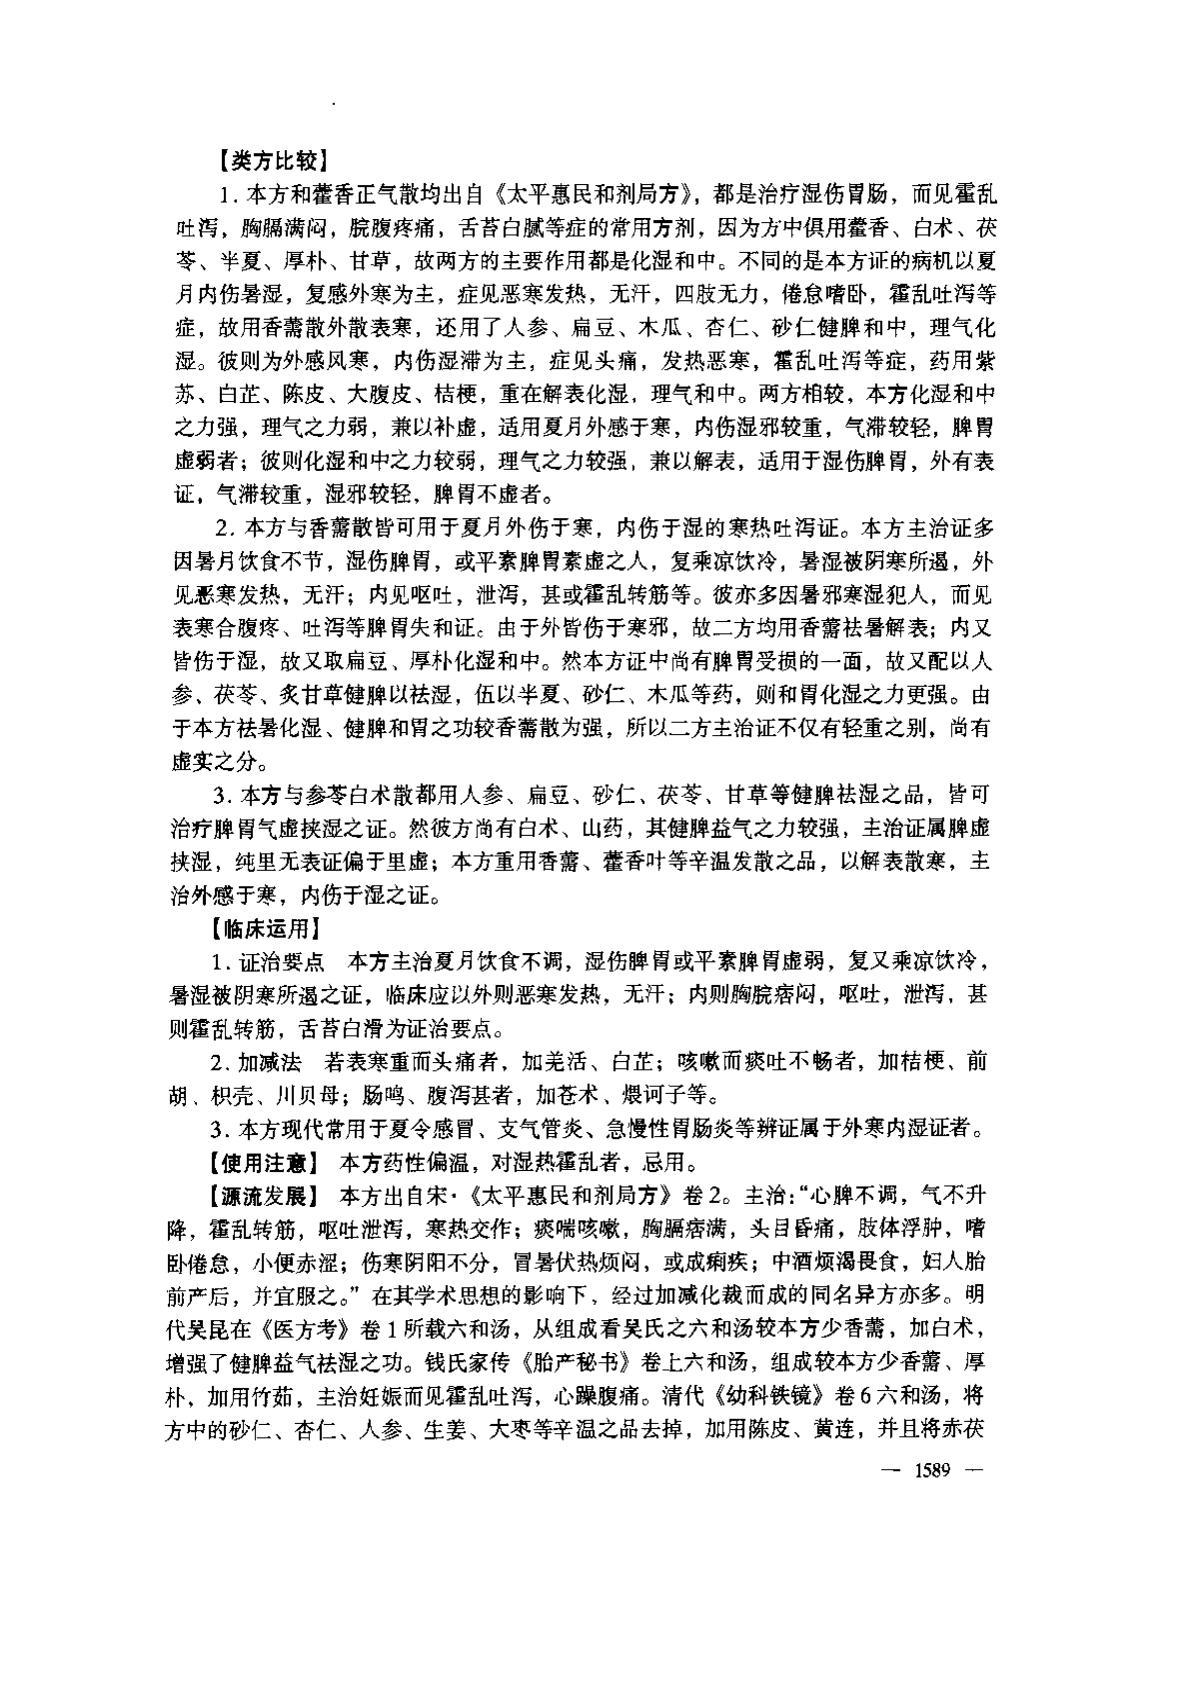 【类方比较】
1. 本方和藿香正气散均出自《太平惠民和剂局方》，都是治疗湿伤胃肠，而见霍乱
吐泻，胸膈满闷，脘腹疼痛，舌苔白腻等症的常用方剂，因为方中俱用藿香、白术、茯
苓、半夏、厚朴、甘草，故两方的主要作用都是化湿和中。不同的是本方证的病机以夏
月内伤暑湿，复感外寒为主，症见恶寒发热，无汗，四肢无力，倦怠嗜卧，霍乱吐泻等
症，故用香薷散外散表寒，还用了人参、扁豆、木瓜、杏仁、砂仁健脾和中，理气化
湿。彼则为外感风寒，内伤湿滞为主，症见头痛，发热恶寒，霍乱吐泻等症，药用紫
苏、白芷、陈皮、大腹皮、桔梗，重在解表化湿，理气和中。两方相较，本方化湿和中
之力强，理气之力弱，兼以补虚，适用夏月外感于寒，内伤湿邪较重，气滞较轻，脾胃
虚弱者；彼则化湿和中之力较弱，理气之力较强，兼以解表，适用于湿伤脾胃，外有表
证，气滞较重，湿邪较轻，脾胃不虚者。
2. 本方与香薷散皆可用于夏月外伤于寒，内伤于湿的寒热吐泻证。本方主治证多
因暑月饮食不节，湿伤脾胃，或平素脾胃素虚之人，复乘凉饮冷，暑湿被阴寒所遏，外
见恶寒发热，无汗；内见呕吐，泄泻，甚或霍乱转筋等。彼亦多因暑邪寒湿犯人，而见
表寒合腹疼、吐泻等脾胃失和证。由于外皆伤于寒邪，故二方均用香薷祛暑解表；内又
皆伤于湿，故又取扁豆、厚朴化湿和中。然本方证中尚有脾胃受损的一面，故又配以人
参、茯苓、炙甘草健脾以祛湿，伍以半夏、砂仁、木瓜等药，则和胃化湿之力更强。由
于本方祛暑化湿、健脾和胃之功较香薷散为强，所以二方主治证不仅有轻重之别，尚有
虚实之分。
3. 本方与参苓白术散都用人参、扁豆、砂仁、茯苓、甘草等健脾祛湿之品，皆可
治疗脾胃气虚挟湿之证。然彼方尚有白术、山药，其健脾益气之力较强，主治证属脾虚
挟湿，纯里无表证偏于里虚；本方重用香薷、藿香叶等辛温发散之品，以解表散寒，主
治外感于寒，内伤于湿之证。
【临床运用】
1. 证治要点　本方主治夏月饮食不调，湿伤脾胃或平素脾胃虚弱，复又乘凉饮冷，
暑湿被阴寒所遏之证，临床应以外则恶寒发热，无汗；内则胸脘痞闷，呕吐，泄泻，甚
则霍乱转筋，舌苔白滑为证治要点。
2. 加减法　若表寒重而头痛者，加羌活、白芷；咳嗽而痰吐不畅者，加桔梗、前
胡、枳壳、川贝母；肠鸣、腹泻甚者，加苍术、煨诃子等。
3. 本方现代常用于夏令感冒、支气管炎、急慢性胃肠炎等辨证属于外寒内湿证者。
【使用注意】　本方药性偏温，对湿热霍乱者，忌用。
【源流发展】　本方出自宋·《太平惠民和剂局方》卷 2。主治：“心脾不调，气不升
降，霍乱转筋，呕吐泄泻，寒热交作；痰喘咳嗽，胸膈痞满，头目昏痛，肢体浮肿，嗜
卧倦怠，小便赤涩；伤寒阴阳不分，冒暑伏热烦闷，或成痢疾；中酒烦渴畏食，妇人胎
前产后，并宜服之。”在其学术思想的影响下，经过加减化裁而成的同名异方亦多。明
代吴昆在《医方考》卷 1 所载六和汤，从组成看吴氏之六和汤较本方少香薷，加白术，
增强了健脾益气祛湿之功。钱氏家传《胎产秘书》卷上六和汤，组成较本方少香薷、厚
朴，加用竹茹，主治妊娠而见霍乱吐泻，心躁腹痛。清代《幼科铁镜》卷 6 六和汤，将
方中的砂仁、杏仁、人参、生姜、大枣等辛温之品去掉，加用陈皮、黄连，并且将赤茯
— 1589 —